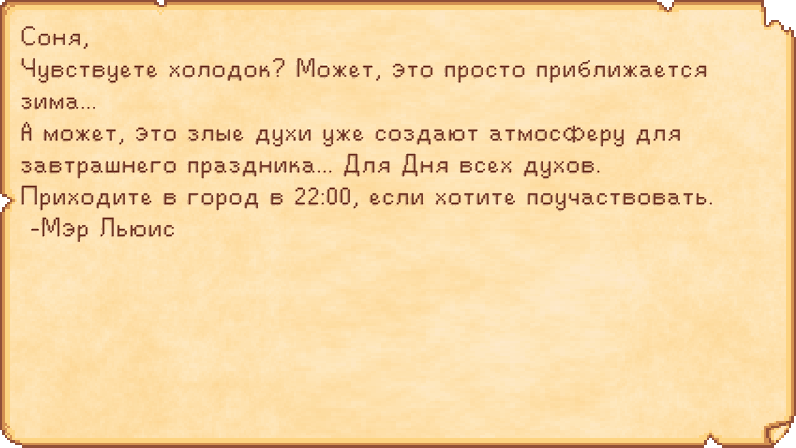 Соня,
Чувствуете холодок? Может, это просто приближается
зима...
А может, это злые духи уже создают атмосферу для
завтрашнего праздника... Для Дня всех духов.
Приходите в город в 22:00, если хотите поучаствовать.
-Мэр Льюис